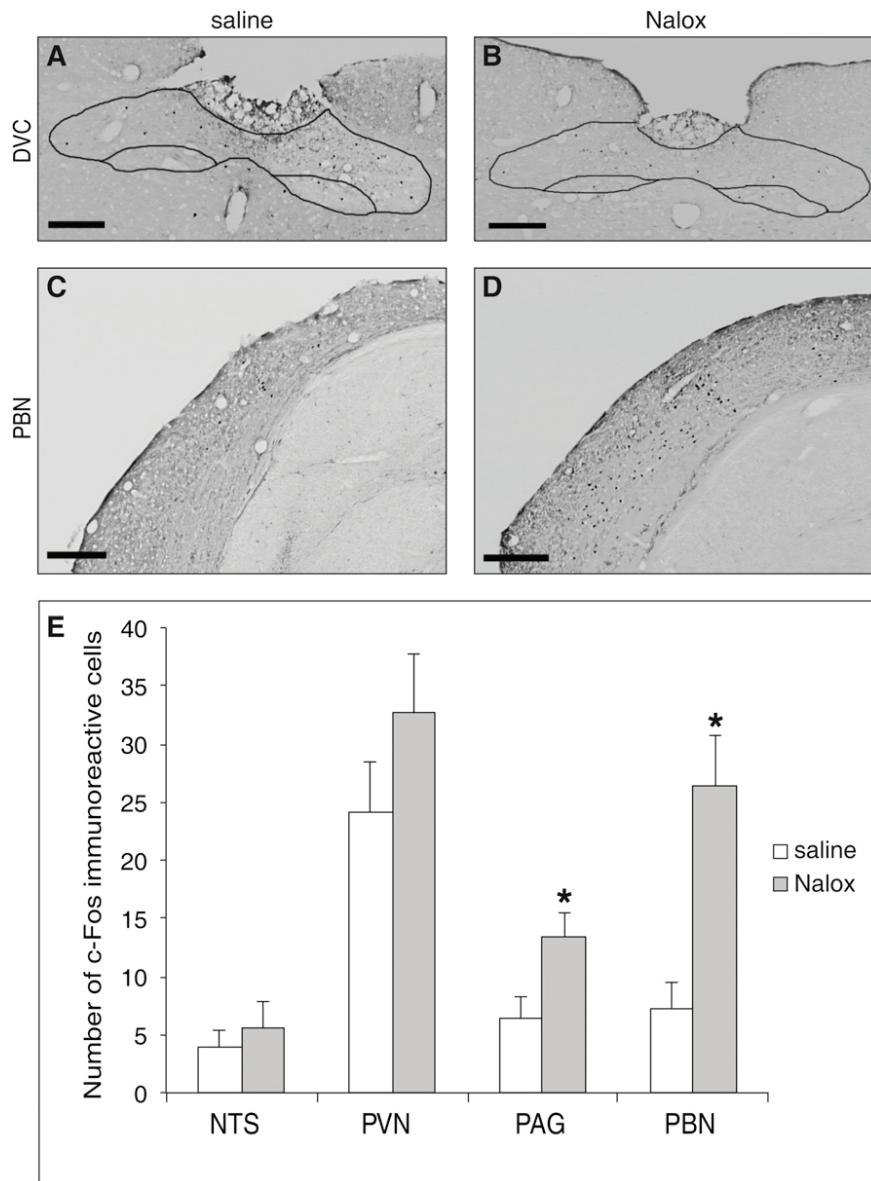 saline
Nalox
A
B
DVC
C
D
PBN
E
Number of c-Fos immunoreactive cells
40
35
30
25
20
15
10
5
0
*
*
saline
Nalox
NTS
PVN
PAG
PBN